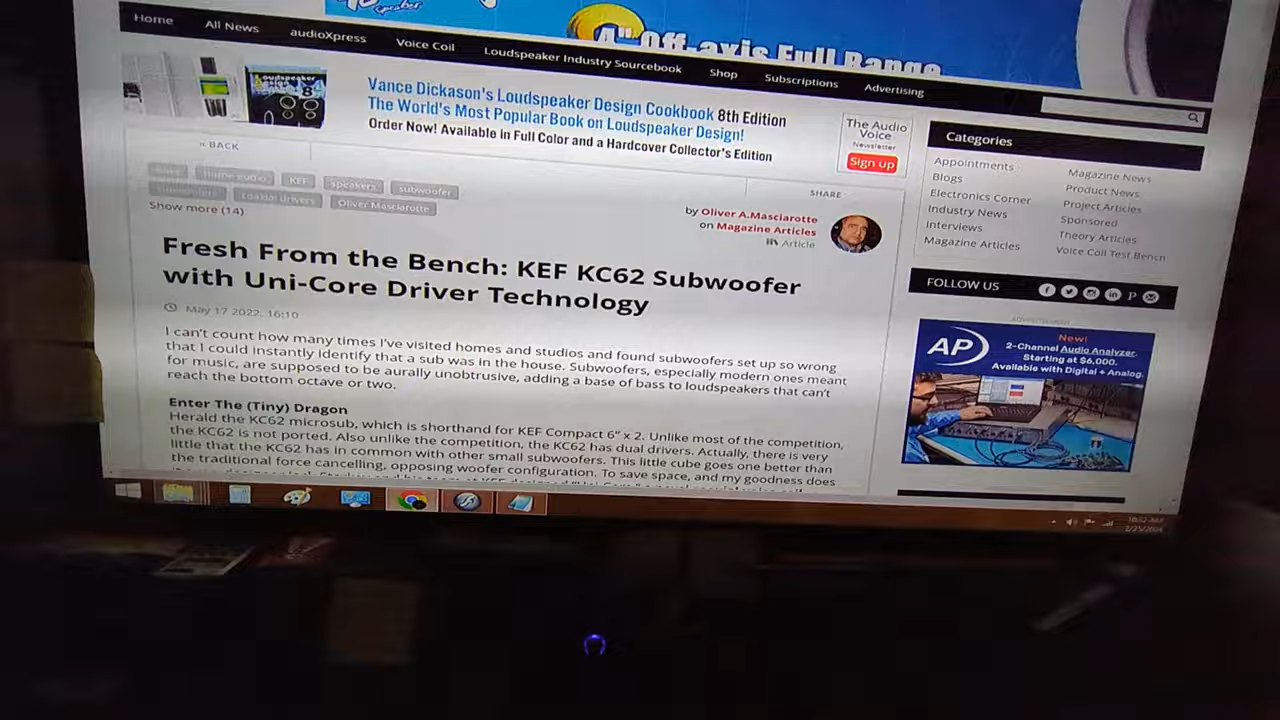 4" Off-axis Full Range
Home All News audioXpress Voice Coil Loudspeaker Industry Sourcebook Shop Subscriptions Advertising
Vance Dickason's Loudspeaker Design Cookbook 8th Edition
The World's Most Popular Book on Loudspeaker Design!
Order Now! Available in Full Color and a Hardcover Collector's Edition
The Audio
Voice
Newsletter
Sign up
« BACK
SHARE
home audio KEF speakers subwoofer
subwoofers coaxial drivers Oliver Masciarotte
Show more (14)
by Oliver A.Masciarotte
on Magazine Articles
Article
Fresh From the Bench: KEF KC62 Subwoofer
with Uni-Core Driver Technology
May 17 2022, 16:10
I can't count how many times I've visited homes and studios and found subwoofers set up so wrong
that I could instantly identify that a sub was in the house. Subwoofers, especially modern ones meant
for music, are supposed to be aurally unobtrusive, adding a base of bass to loudspeakers that can't
reach the bottom octave or two.
Enter The (Tiny) Dragon
Herald the KC62 microsub, which is shorthand for KEF Compact 6" x 2. Unlike most of the competition,
the KC62 is not ported. Also unlike the competition, the KC62 has dual drivers. Actually, there is very
little that the KC62 has in common with other small subwoofers. This little cube goes one better than
the traditional force cancelling, opposing woofer configuration. To save space, and my goodness does
Categories
Appointments
Blogs
Electronics Corner
Industry News
Interviews
Magazine Articles
Magazine News
Product News
Project Articles
Sponsored
Theory Articles
Voice Coil Test Bench
FOLLOW US
ADVERTISEMENT
AP
New!
2-Channel Audio Analyzer.
Starting at $6,000.
Available with Digital + Analog.
10:32 AM
2/25/2024